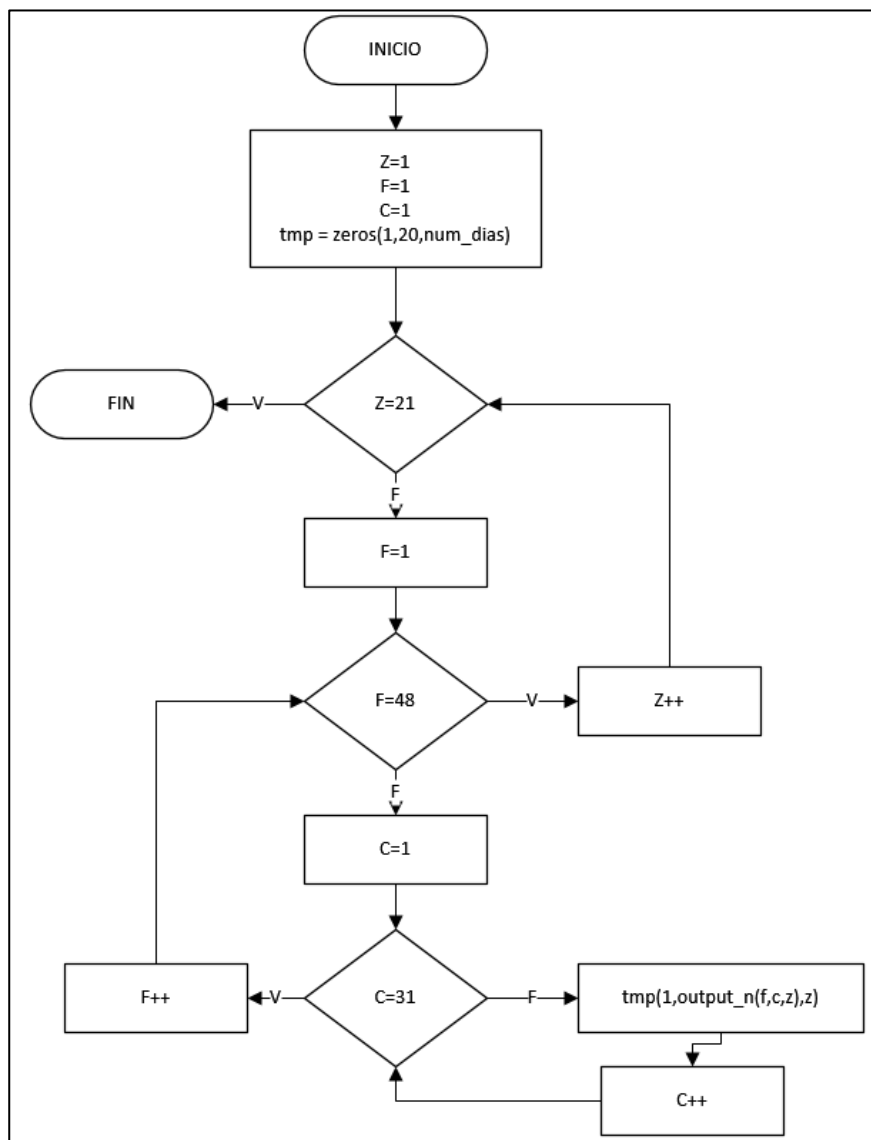 INICIO
Z=1
F=1
C=1
tmp = zeros(1,20,num_dias)
Z=21
V
FIN
F
F=1
F=48
V
Z++
F
C=1
C=31
V
F++
F
tmp(1,output_n(f,c,z),z)
C++